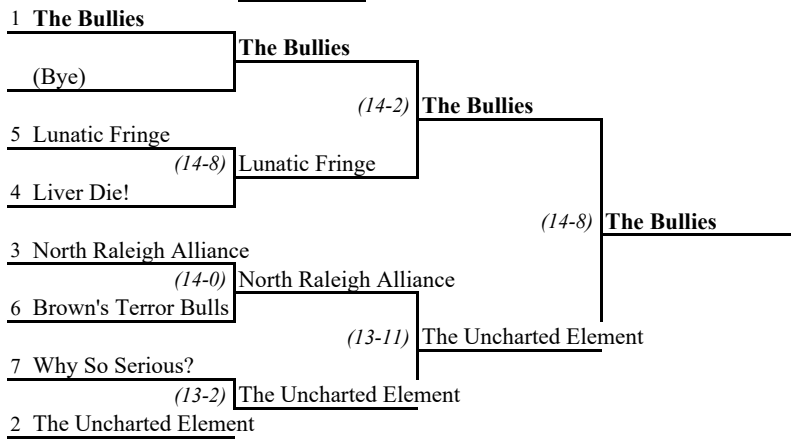 1 The Bullies
The Bullies
(Bye)
(14-2) The Bullies
5 Lunatic Fringe
(14-8) Lunatic Fringe
4 Liver Die!
(14-8) The Bullies
3 North Raleigh Alliance
(14-0) North Raleigh Alliance
6 Brown's Terror Bulls
(13-11) The Uncharted Element
7 Why So Serious?
(13-2) The Uncharted Element
2 The Uncharted Element